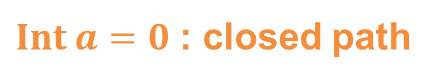 Int a = 0 : closed path